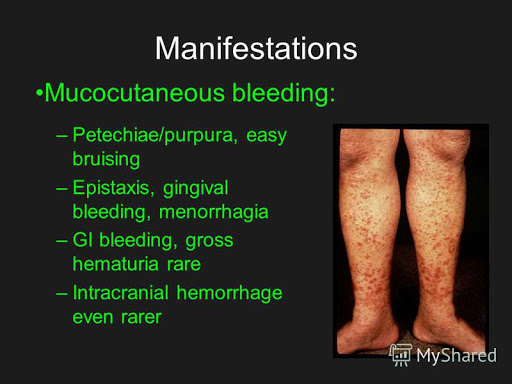 Manifestations
•Mucocutaneous bleeding:
– Petechiae/purpura, easy
bruising
– Epistaxis, gingival
bleeding, menorrhagia
– GI bleeding, gross
hematuria rare
– Intracranial hemorrhage
even rarer
MyShared